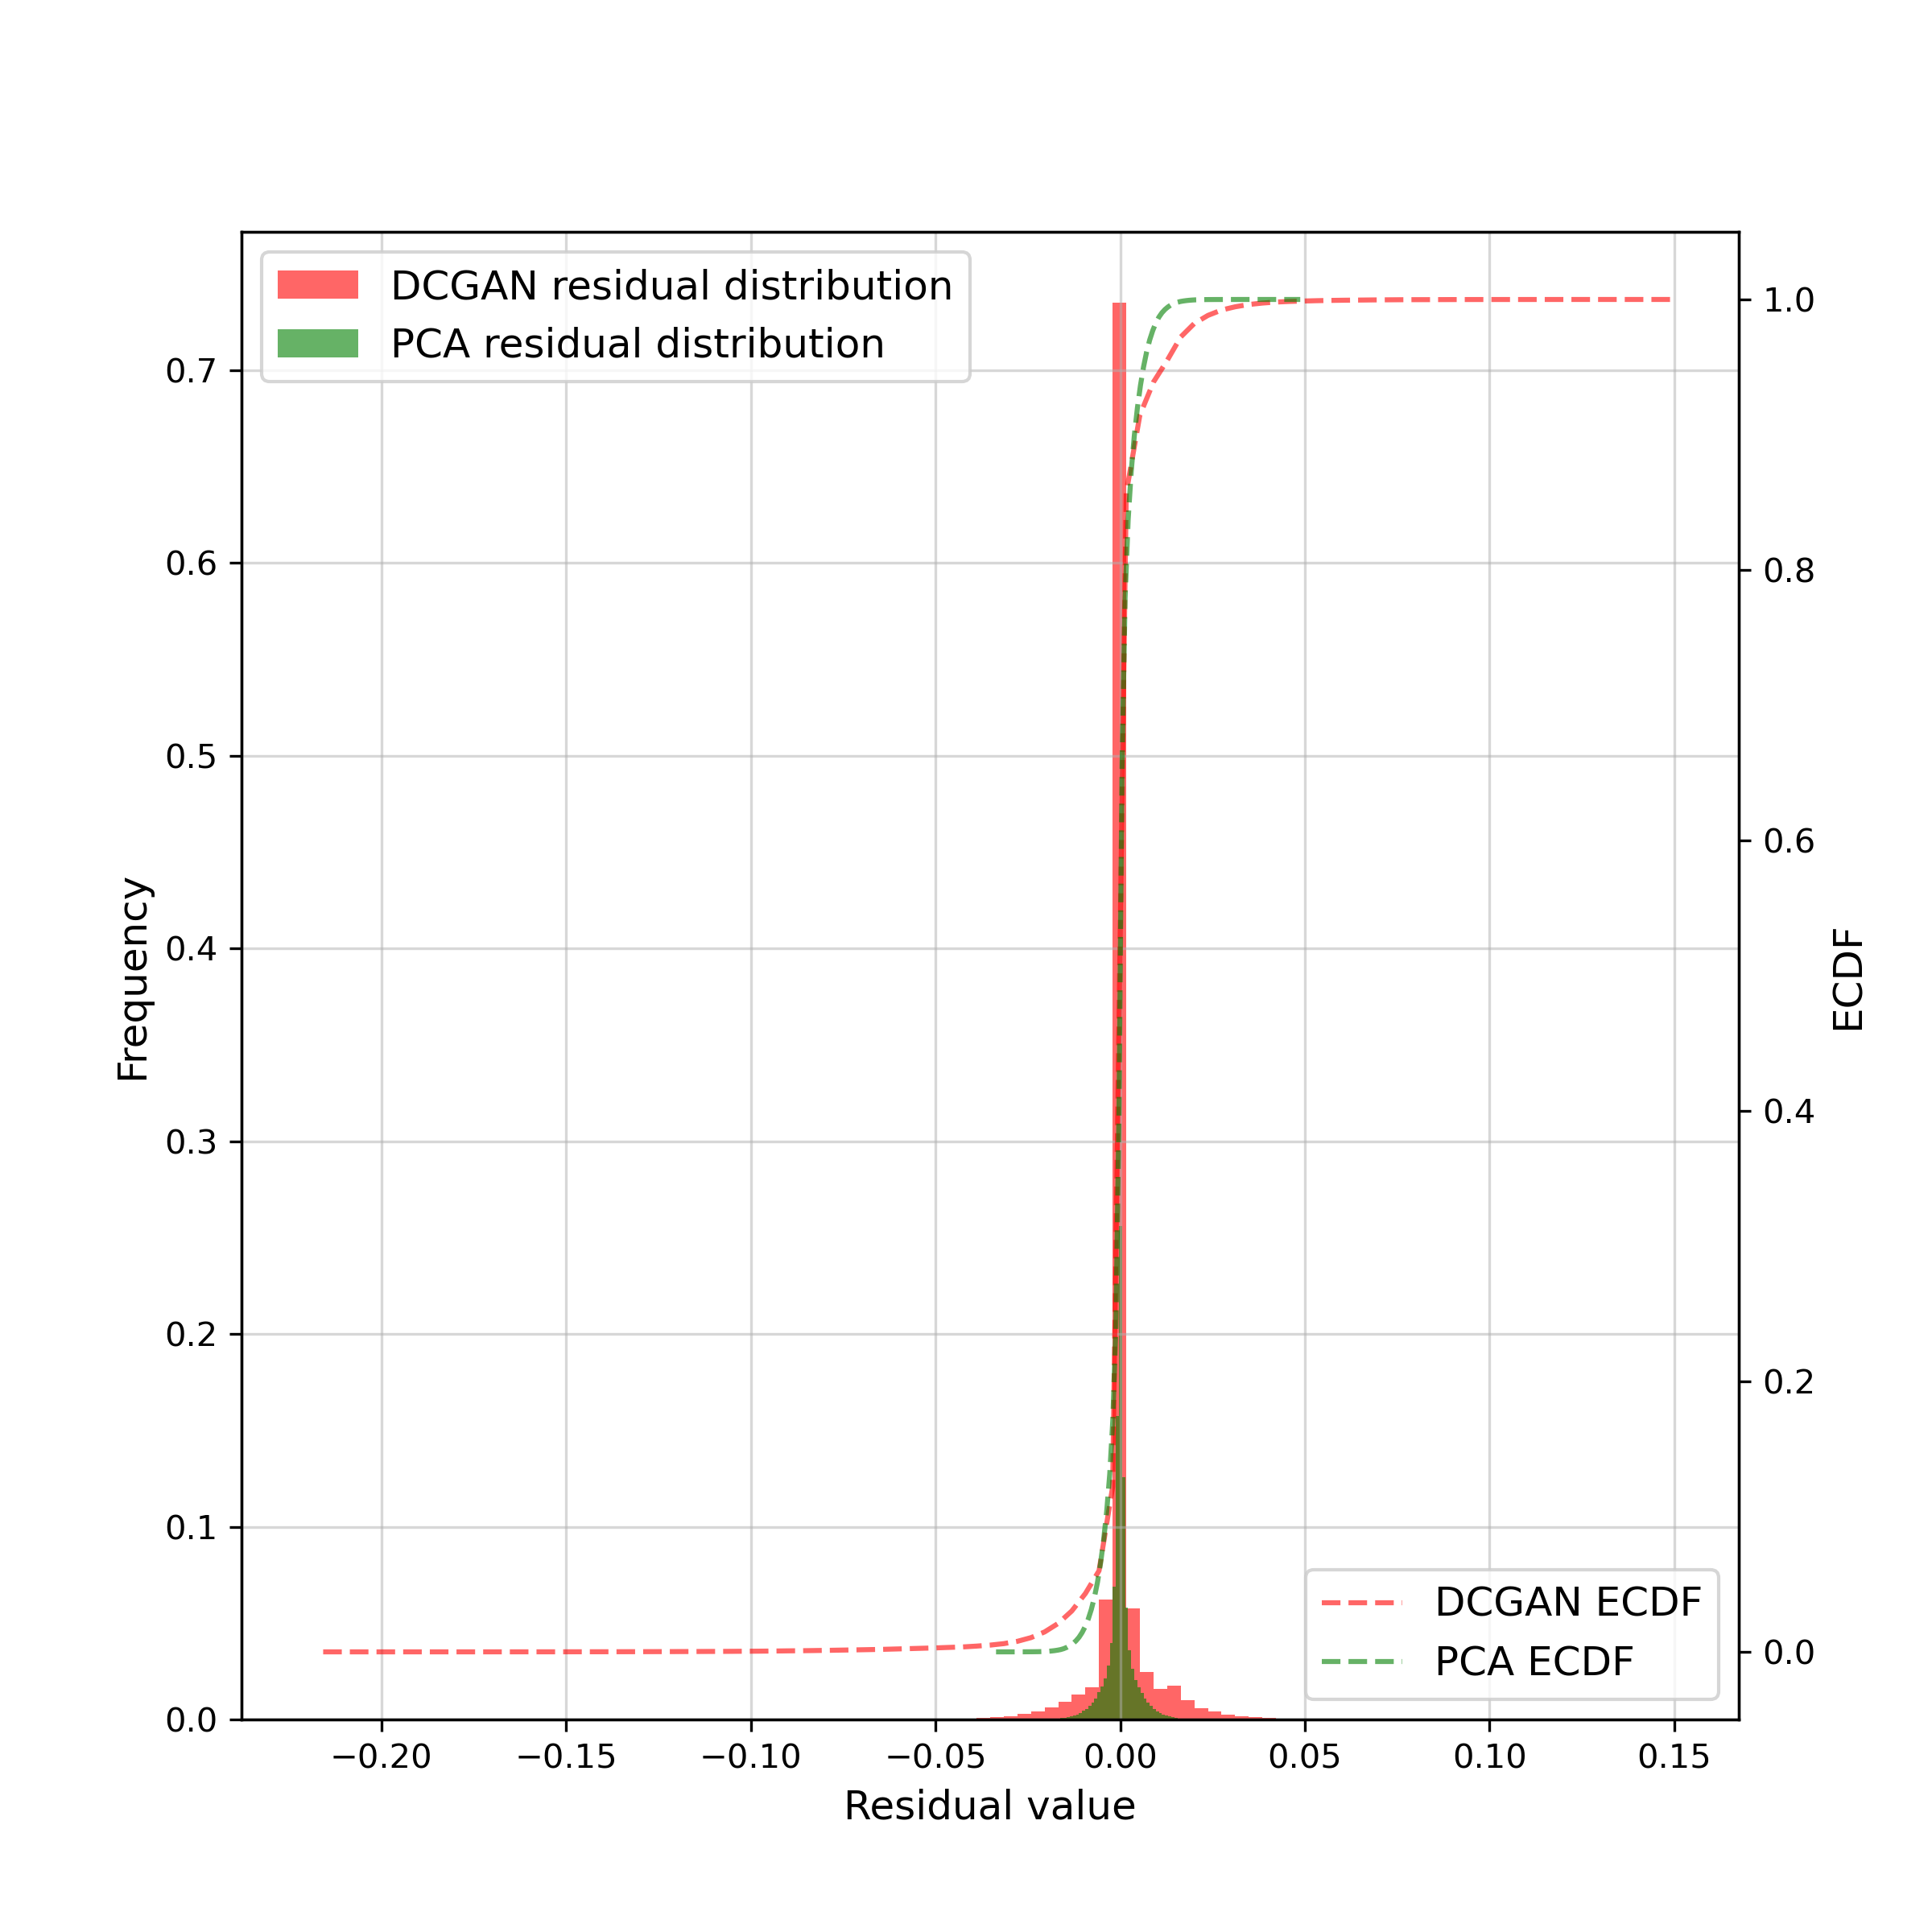 DCGAN residual distribution
PCA residual distribution
0.7
0.6
0.5
0.4
0.3
0.2
0.1
0.0
Frequency
1.0
0.8
0.6
0.4
0.2
0.0
ECDF
DCGAN ECDF
PCA ECDF
−0.20 −0.15 −0.10 −0.05 0.00 0.05 0.10 0.15
Residual value